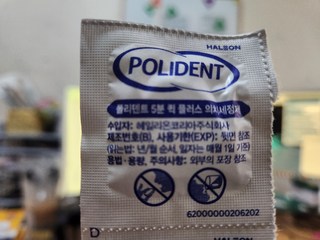 HALEON
POLIDENT
폴리덴트 5분 퀵 플러스 의치세정제
수입자: 헤일리온코리아주식회사
제조번호(B), 사용기한(EXP): 뒷면 참조
(읽는법: 년/월 순서, 일자는 매월 1일 기준)
용법·용량, 주의사항: 외부의 포장 참조
62000000206202
D
HALEON